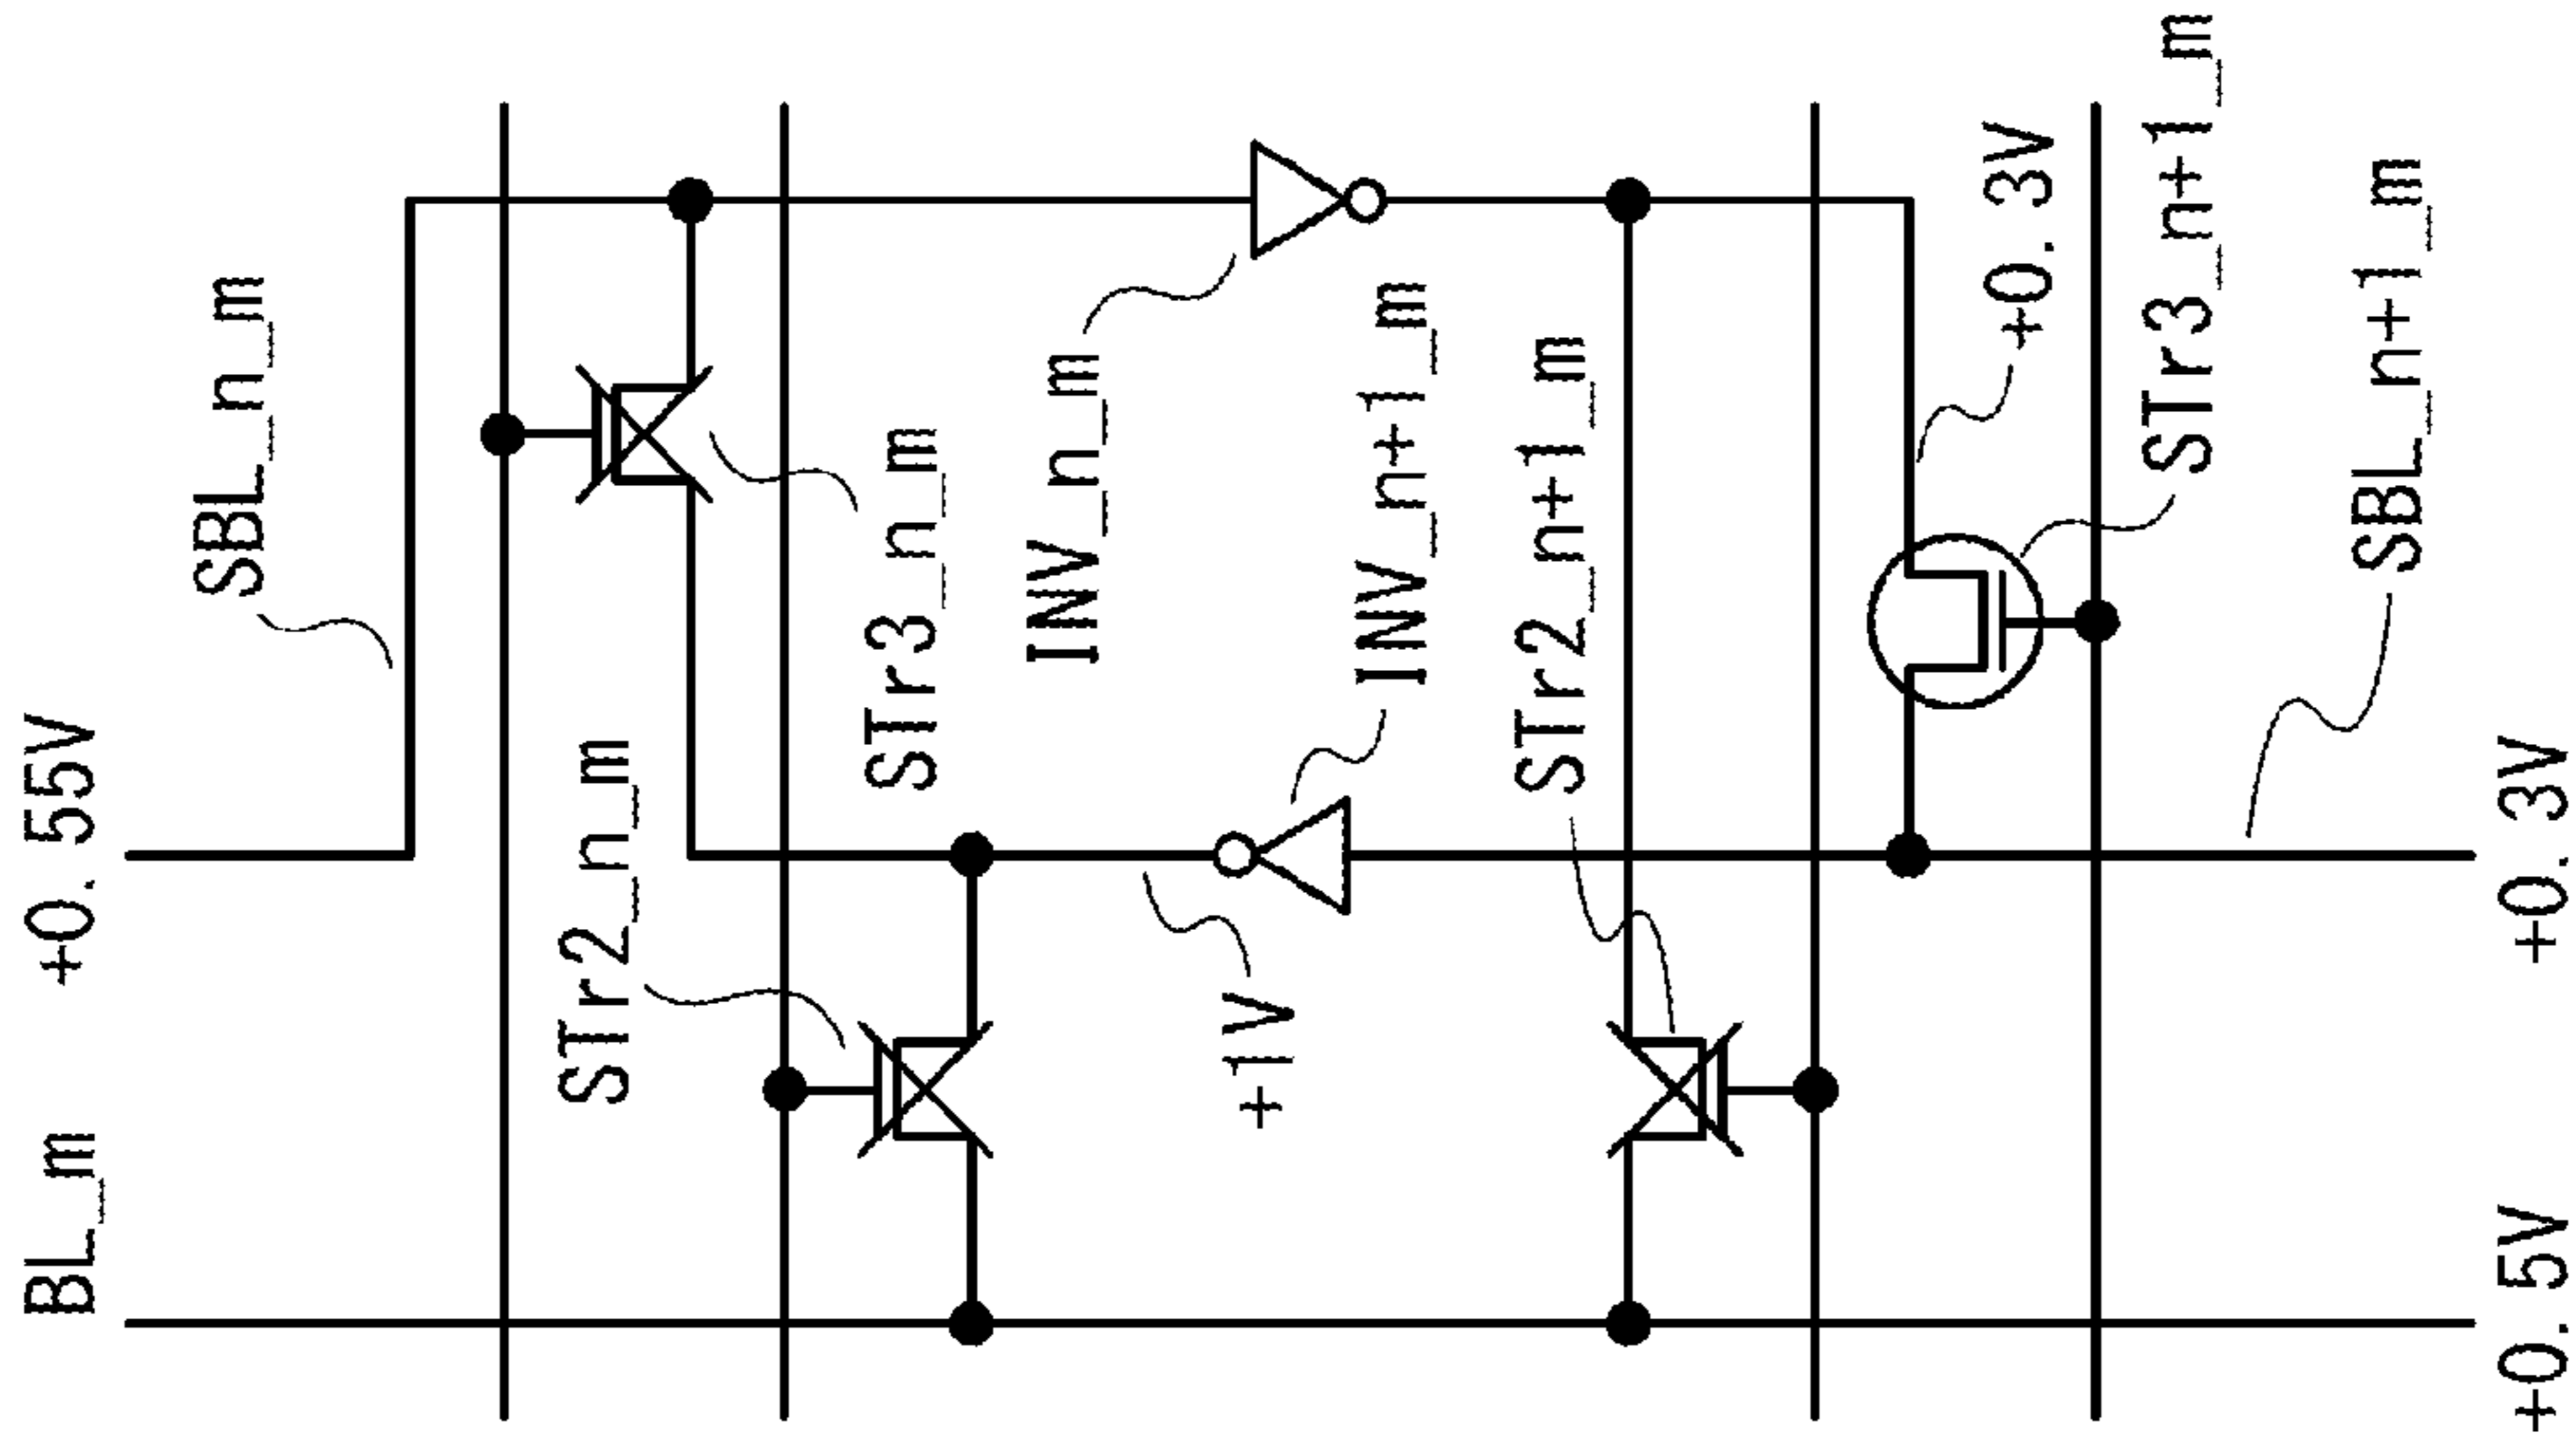 BL_m
+0.55V
SBL_n_m
STr2_n_m
STr3_n_m
INV_n_m
+1V
INV_n+1_m
STr2_n+1_m
+0.3V
STr3_n+1_m
SBL_n+1_m
+0.5V
+0.3V